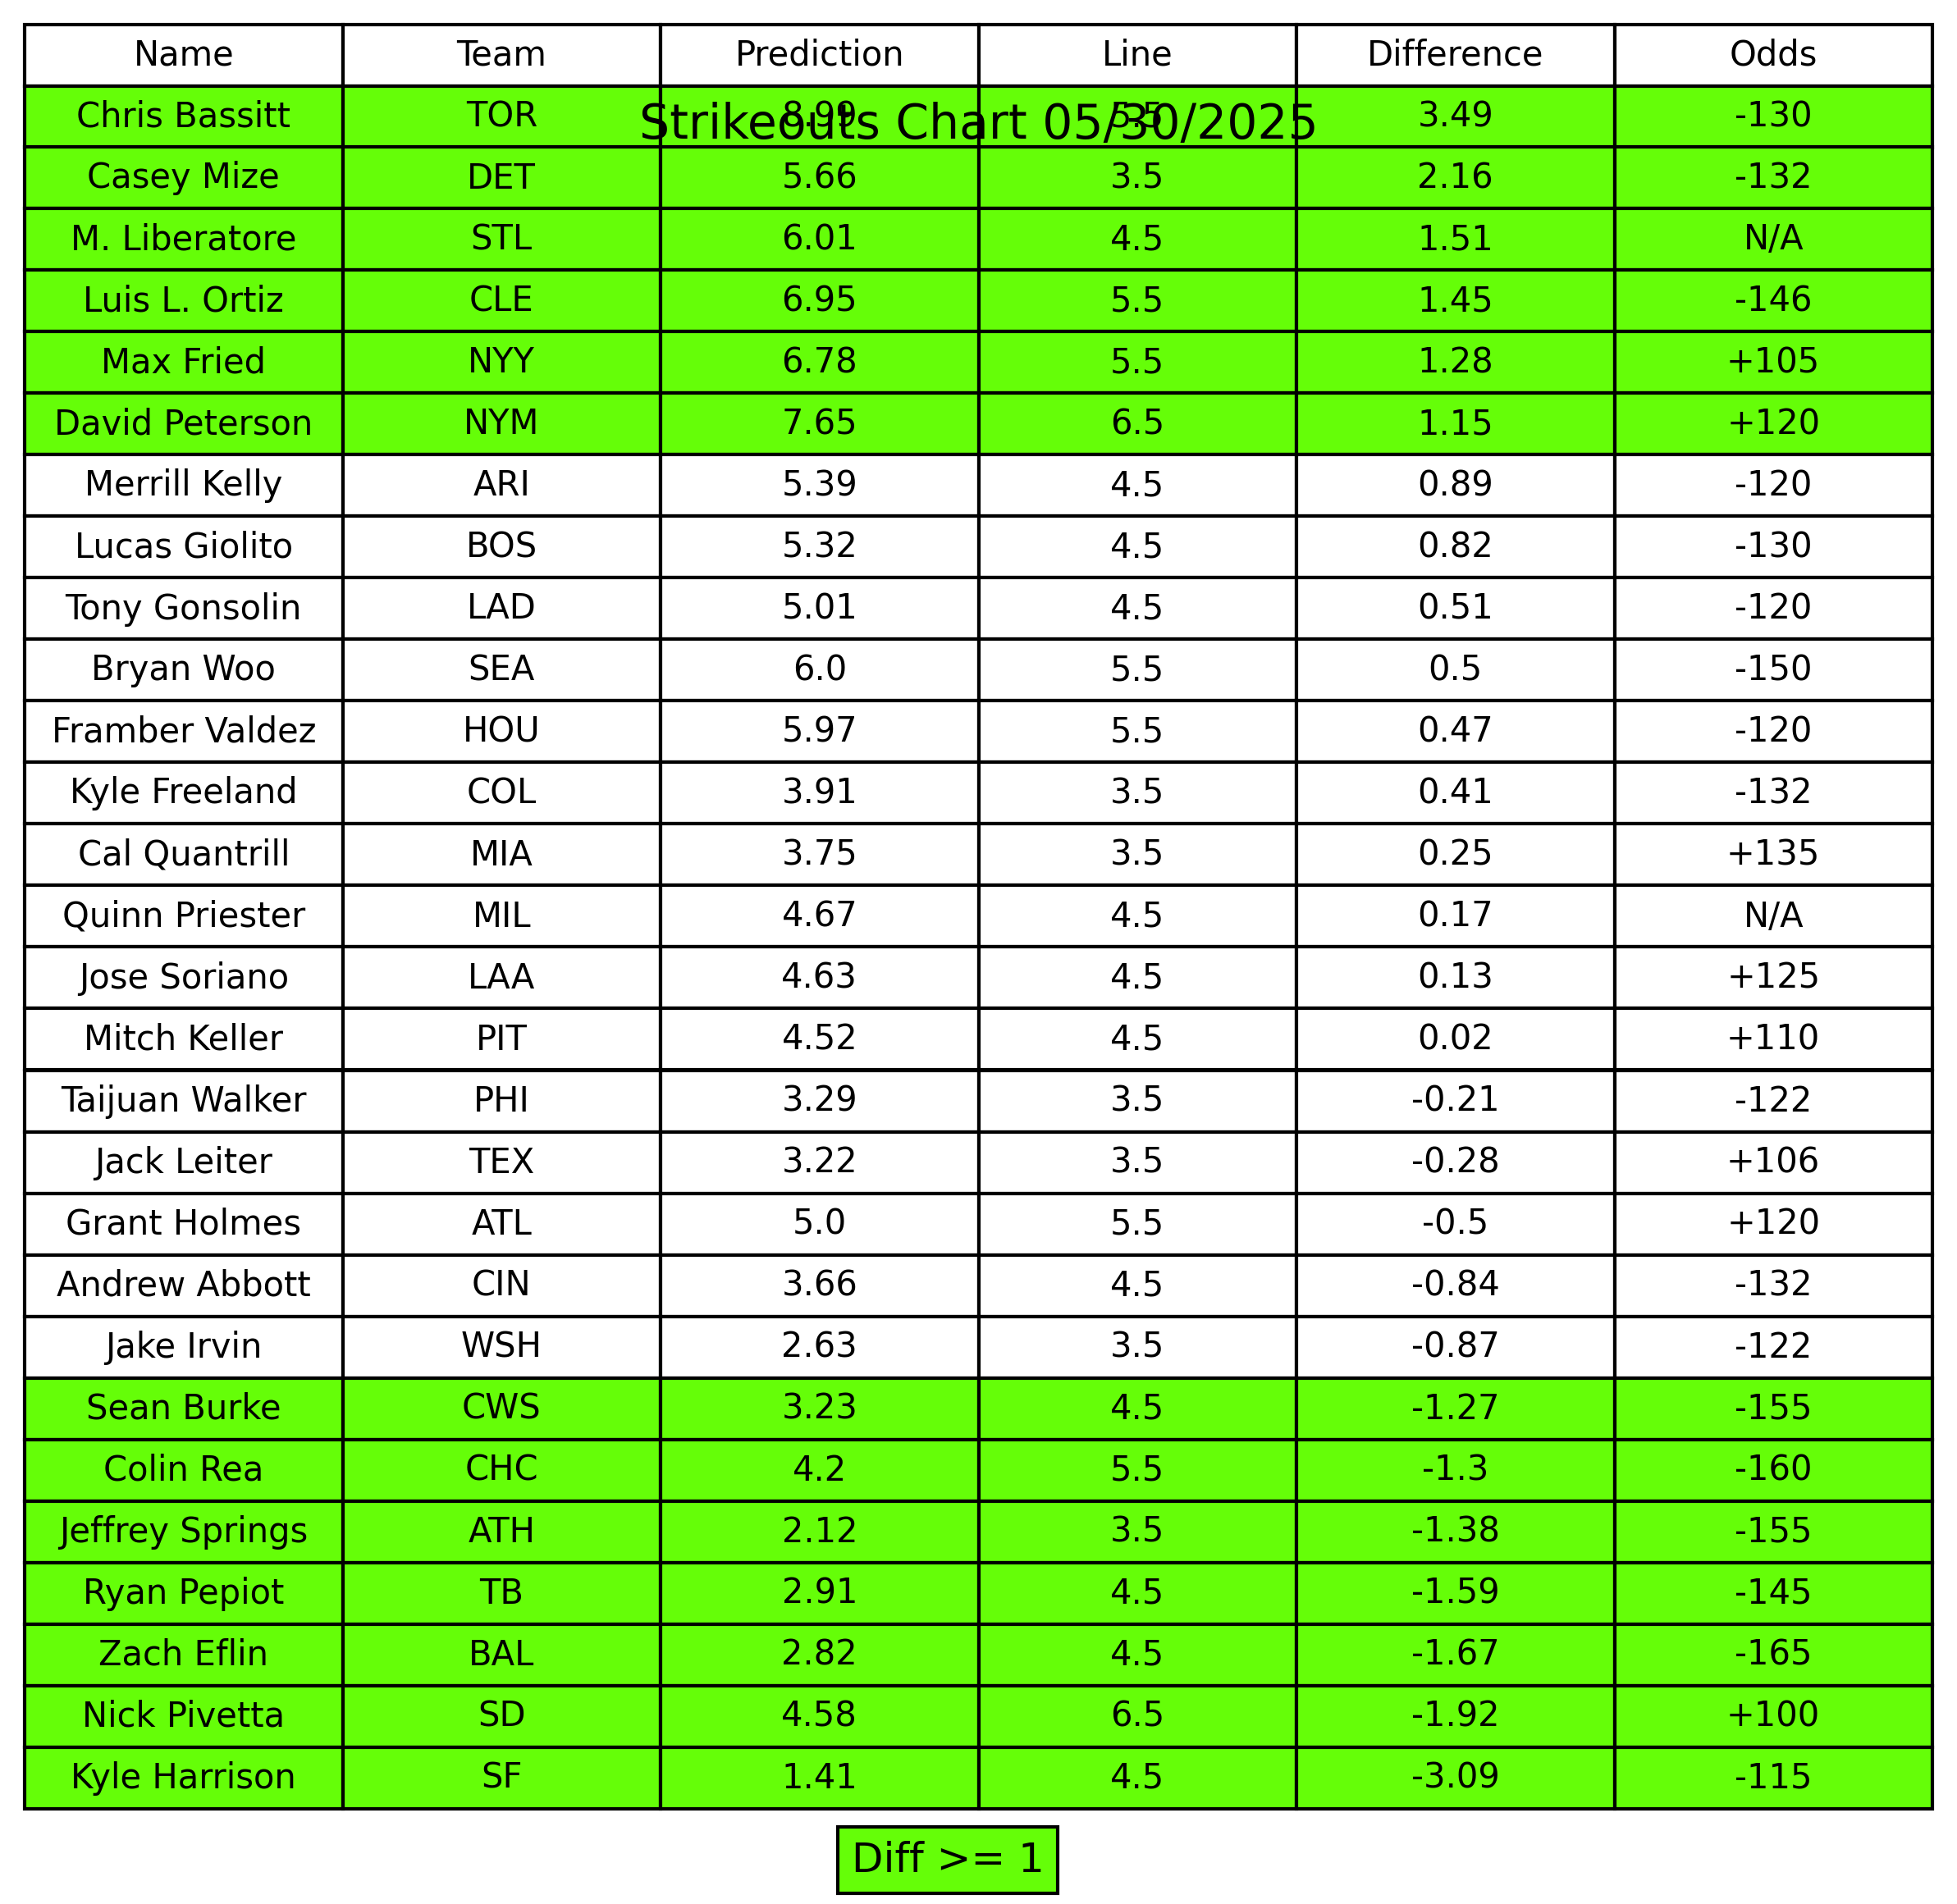 Name Team Prediction Line Difference Odds
Chris Bassitt TOR 8.99 5.5 3.49 -130
Strikeouts Chart 05/30/2025
Casey Mize DET 5.66 3.5 2.16 -132
M. Liberatore STL 6.01 4.5 1.51 N/A
Luis L. Ortiz CLE 6.95 5.5 1.45 -146
Max Fried NYY 6.78 5.5 1.28 +105
David Peterson NYM 7.65 6.5 1.15 +120
Merrill Kelly ARI 5.39 4.5 0.89 -120
Lucas Giolito BOS 5.32 4.5 0.82 -130
Tony Gonsolin LAD 5.01 4.5 0.51 -120
Bryan Woo SEA 6.0 5.5 0.5 -150
Framber Valdez HOU 5.97 5.5 0.47 -120
Kyle Freeland COL 3.91 3.5 0.41 -132
Cal Quantrill MIA 3.75 3.5 0.25 +135
Quinn Priester MIL 4.67 4.5 0.17 N/A
Jose Soriano LAA 4.63 4.5 0.13 +125
Mitch Keller PIT 4.52 4.5 0.02 +110
Taijuan Walker PHI 3.29 3.5 -0.21 -122
Jack Leiter TEX 3.22 3.5 -0.28 +106
Grant Holmes ATL 5.0 5.5 -0.5 +120
Andrew Abbott CIN 3.66 4.5 -0.84 -132
Jake Irvin WSH 2.63 3.5 -0.87 -122
Sean Burke CWS 3.23 4.5 -1.27 -155
Colin Rea CHC 4.2 5.5 -1.3 -160
Jeffrey Springs ATH 2.12 3.5 -1.38 -155
Ryan Pepiot TB 2.91 4.5 -1.59 -145
Zach Eflin BAL 2.82 4.5 -1.67 -165
Nick Pivetta SD 4.58 6.5 -1.92 +100
Kyle Harrison SF 1.41 4.5 -3.09 -115
Diff >= 1